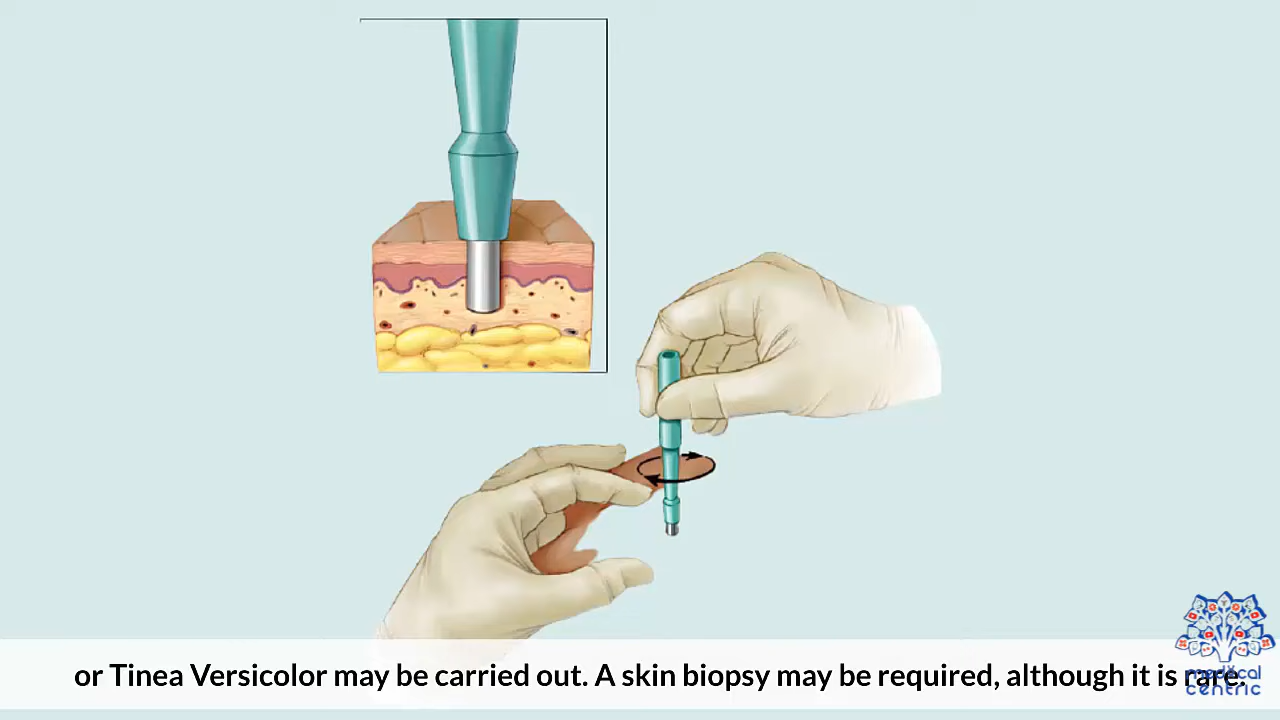 or Tinea Versicolor may be carried out. A skin biopsy may be required, although it is rare.
medical
centric